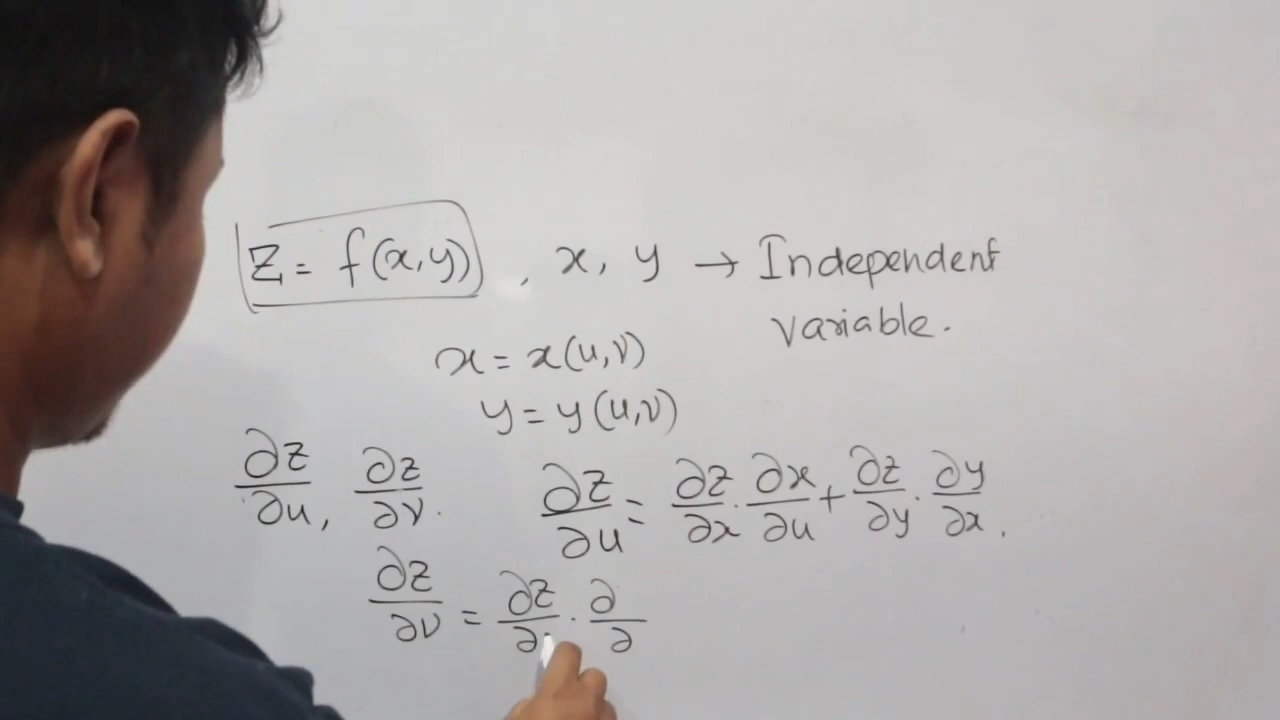 Z = f(x,y) , x, y → Independent
variable.
x = x(u,v)
y = y(u,v)
∂z/∂u, ∂z/∂v. ∂z/∂u = ∂z/∂x · ∂x/∂u + ∂z/∂y · ∂y/∂x .
∂z/∂v = ∂z/∂ · ∂/∂